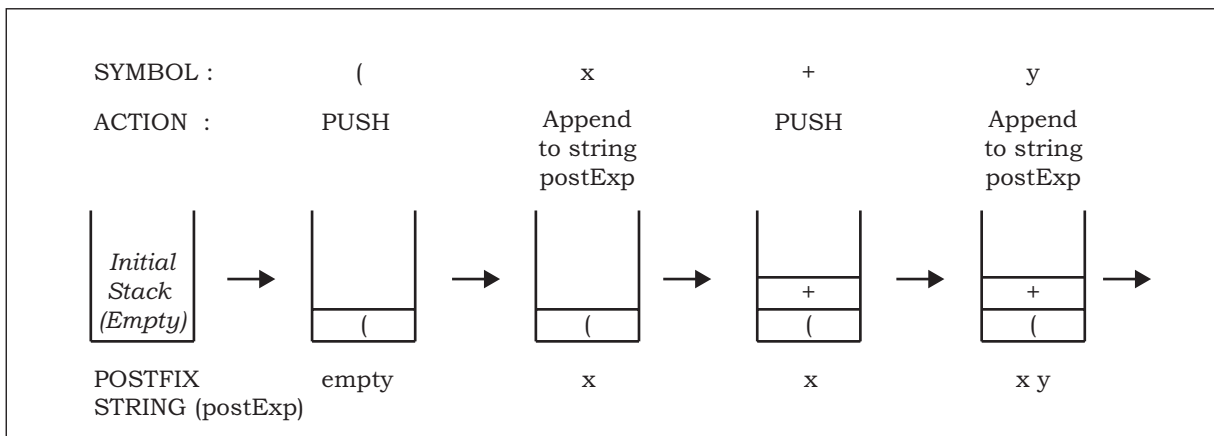 SYMBOL : ( x + y
ACTION : PUSH Append to string postExp PUSH Append to string postExp
Initial Stack (Empty) ( ( + ( + (
POSTFIX STRING (postExp) empty x x x y